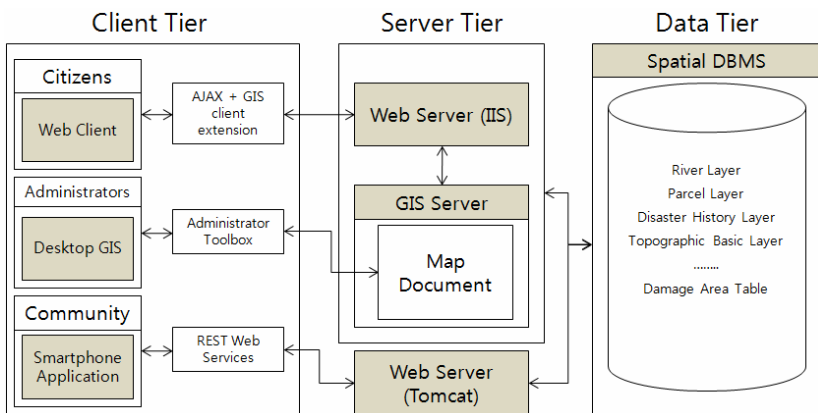 Client Tier
Server Tier
Data Tier
Citizens
Web Client
AJAX + GIS
client
extension
Administrators
Desktop GIS
Administrator
Toolbox
Community
Smartphone
Application
REST Web
Services
Web Server (IIS)
GIS Server
Map
Document
Web Server
(Tomcat)
Spatial DBMS
River Layer
Parcel Layer
Disaster History Layer
Topographic Basic Layer
........
Damage Area Table